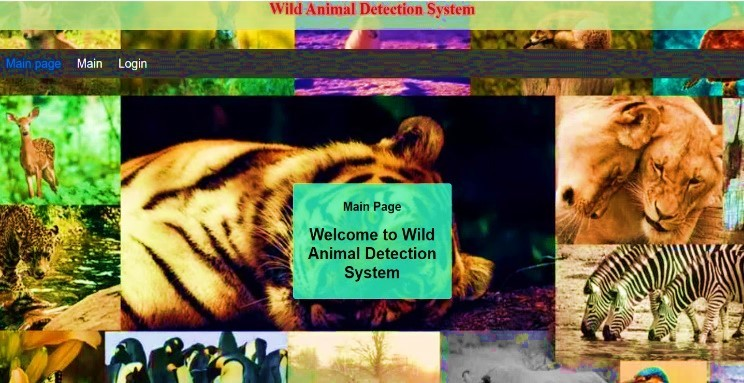 Wild Animal Detection System
Main page Main Login
Main Page
Welcome to Wild
Animal Detection
System